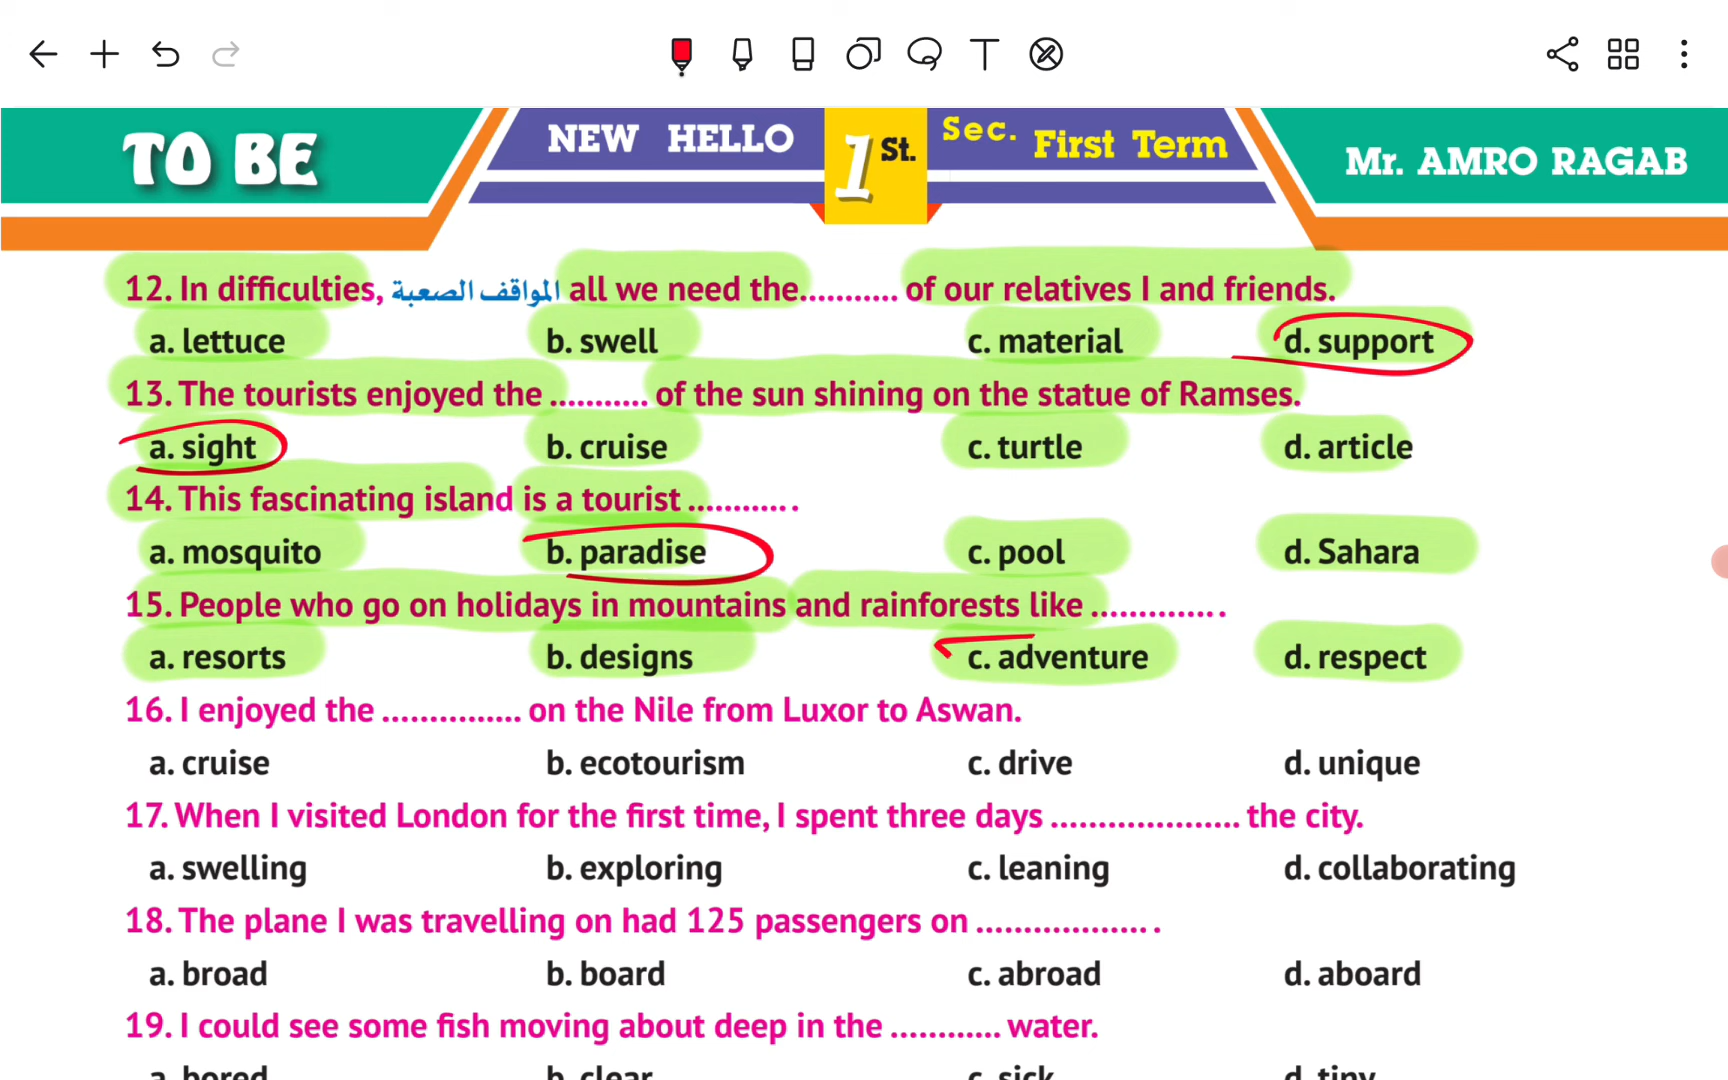 TO BE
NEW HELLO 1 St. Sec. First Term
Mr. AMRO RAGAB
12. In difficulties, المواقف الصعبة all we need the........... of our relatives I and friends.
a. lettuce b. swell c. material d. support
13. The tourists enjoyed the ........... of the sun shining on the statue of Ramses.
a. sight b. cruise c. turtle d. article
14. This fascinating island is a tourist ........... .
a. mosquito b. paradise c. pool d. Sahara
15. People who go on holidays in mountains and rainforests like ............. .
a. resorts b. designs c. adventure d. respect
16. I enjoyed the ............... on the Nile from Luxor to Aswan.
a. cruise b. ecotourism c. drive d. unique
17. When I visited London for the first time, I spent three days .................... the city.
a. swelling b. exploring c. leaning d. collaborating
18. The plane I was travelling on had 125 passengers on .................. .
a. broad b. board c. abroad d. aboard
19. I could see some fish moving about deep in the ............ water.
a. bored b. clear c. sick d. tiny